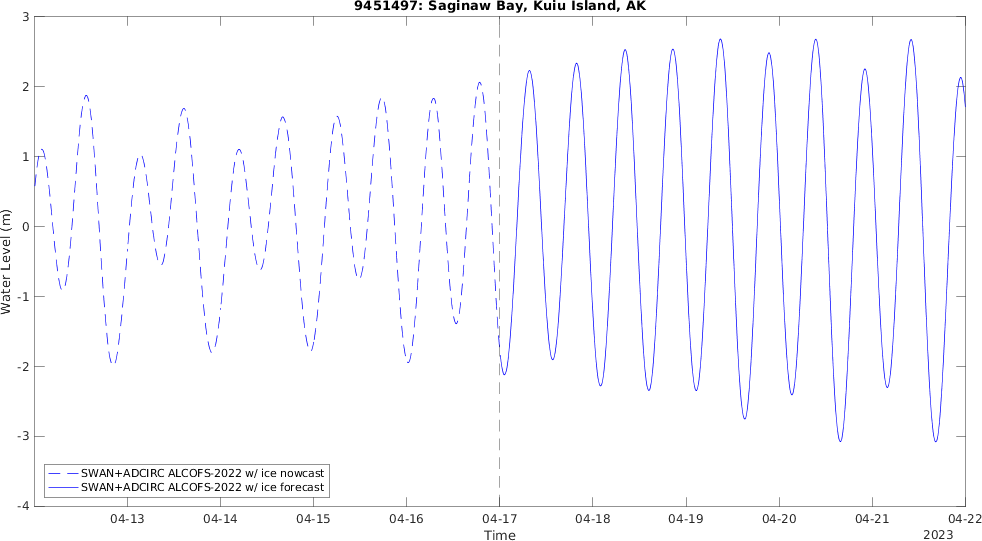 9451497: Saginaw Bay, Kuiu Island, AK
3
2
1
0
-1
-2
-3
-4
Water Level (m)
SWAN+ADCIRC ALCOFS-2022 w/ ice nowcast
SWAN+ADCIRC ALCOFS-2022 w/ ice forecast
04-13 04-14 04-15 04-16 04-17 04-18 04-19 04-20 04-21 04-22
Time
2023